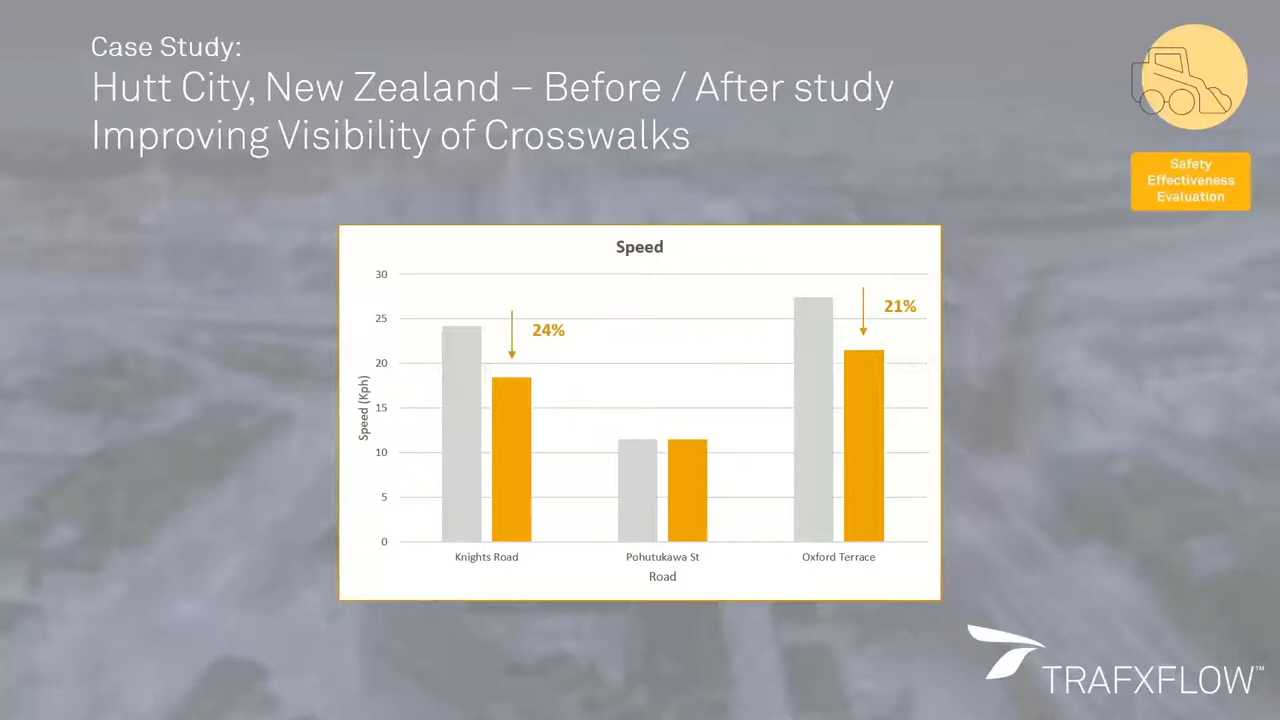 Case Study:
Hutt City, New Zealand – Before / After study
Improving Visibility of Crosswalks
Safety
Effectiveness
Evaluation
Speed
30
25
20
15
10
5
0
Speed (Kph)
24%
21%
Knights Road
Pohutukawa St
Oxford Terrace
Road
TRAFXFLOW™